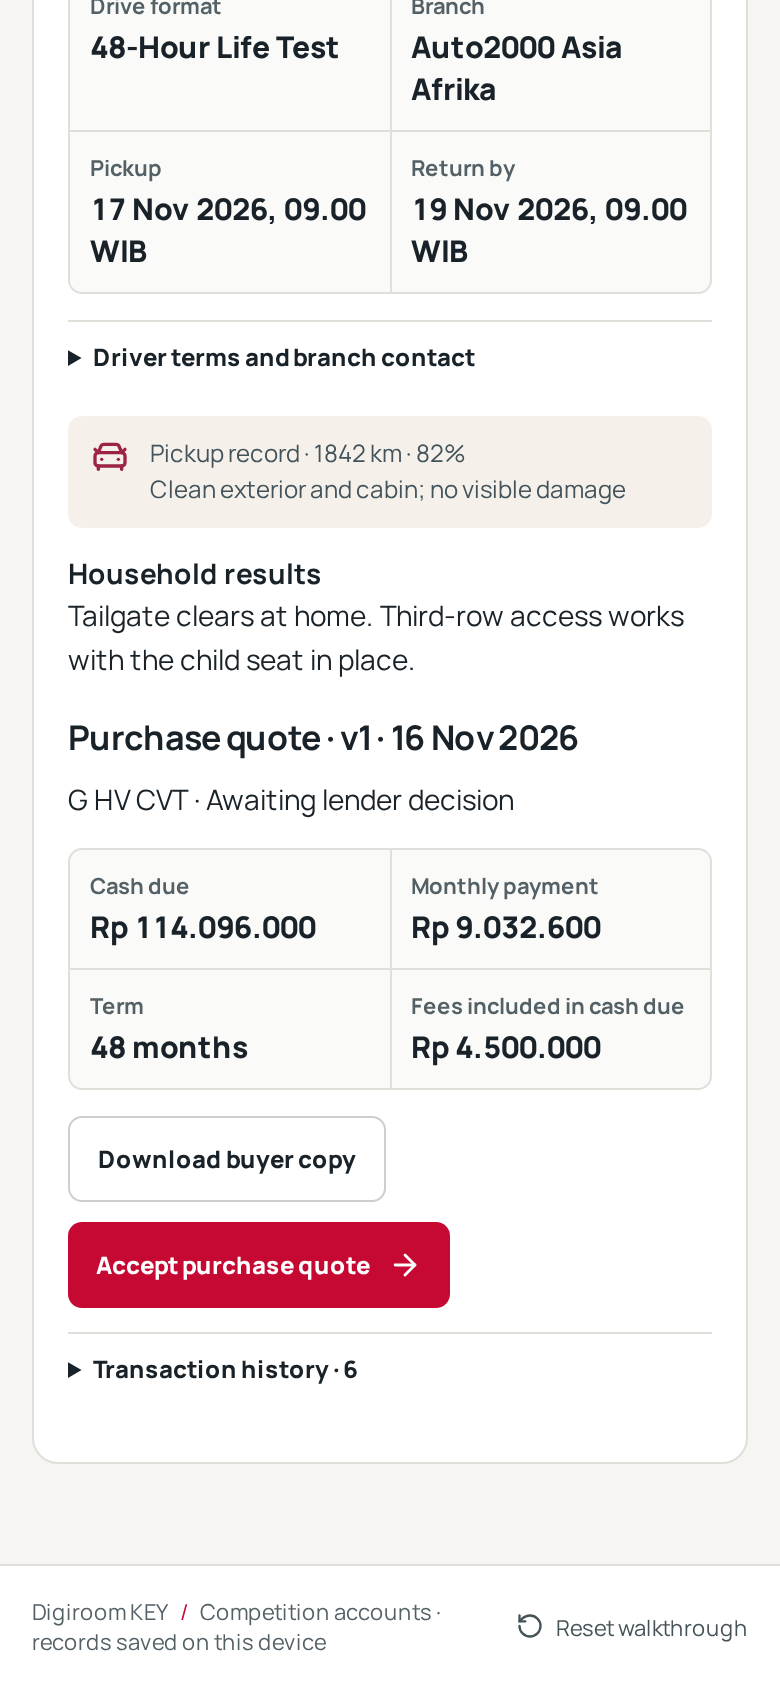 Drive format
Branch
48-Hour Life Test
Auto2000 Asia
Afrika
Pickup
Return by
17 Nov 2026, 09.00
WIB
19 Nov 2026, 09.00
WIB
Driver terms and branch contact
Pickup record · 1842 km · 82%
Clean exterior and cabin; no visible damage
Household results
Tailgate clears at home. Third-row access works
with the child seat in place.
Purchase quote · v1 · 16 Nov 2026
G HV CVT · Awaiting lender decision
Cash due
Monthly payment
Rp 114.096.000
Rp 9.032.600
Term
Fees included in cash due
48 months
Rp 4.500.000
Download buyer copy
Accept purchase quote
Transaction history · 6
Digiroom KEY / Competition accounts ·
records saved on this device
Reset walkthrough